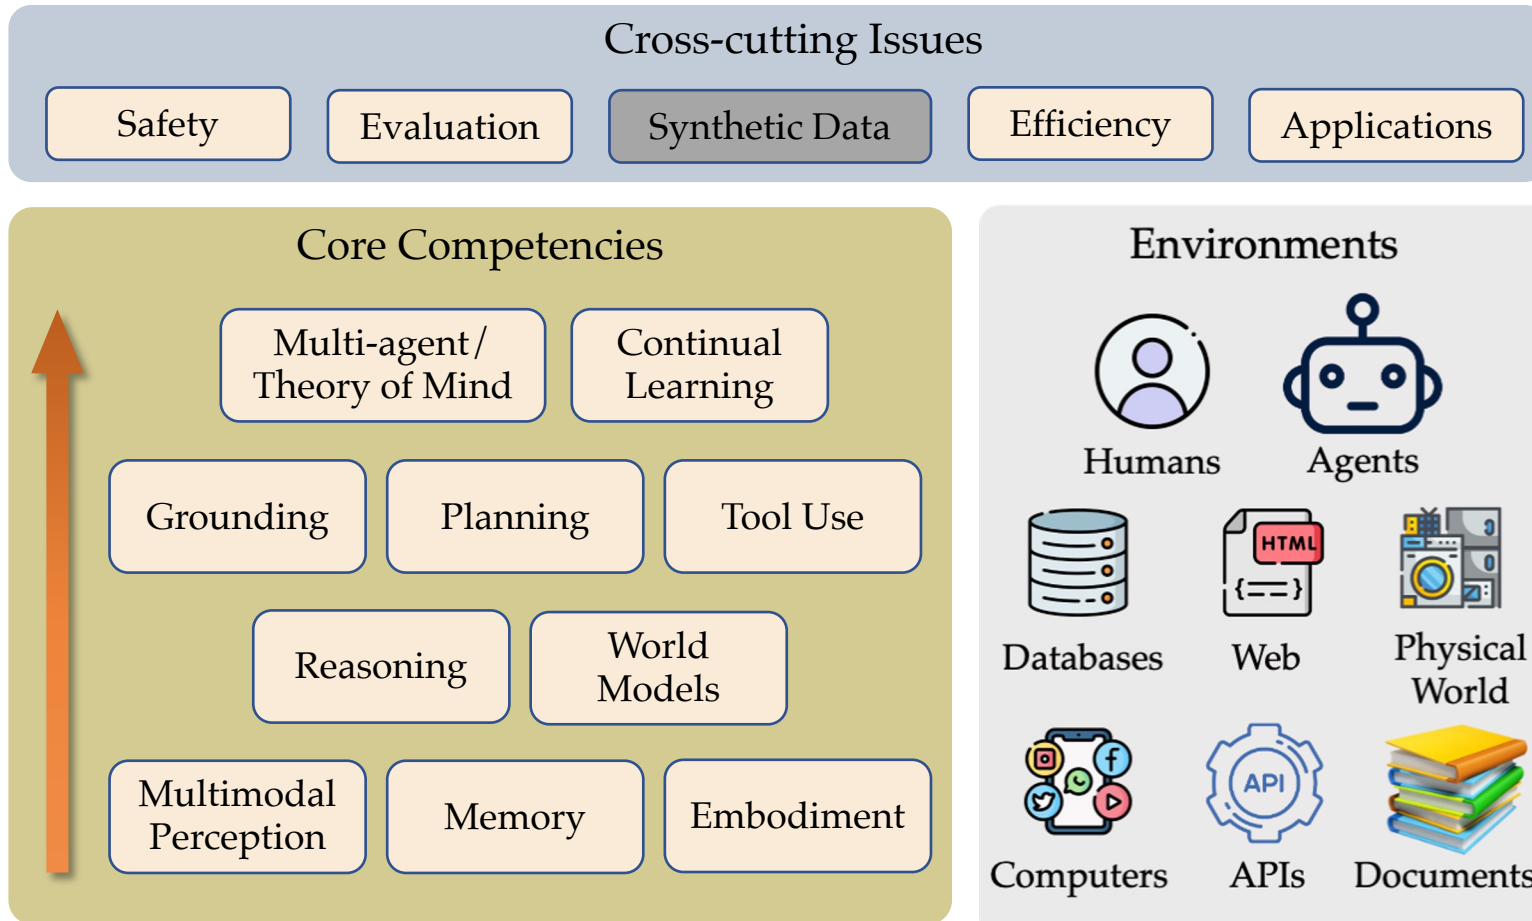 Cross-cutting Issues
Safety
Evaluation
Synthetic Data
Efficiency
Applications
Core Competencies
Multi-agent/
Theory of Mind
Continual
Learning
Grounding
Planning
Tool Use
Reasoning
World
Models
Multimodal
Perception
Memory
Embodiment
Environments
Humans
Agents
HTML
{==}
Databases
Web
Physical
World
API
Computers
APIs
Documents